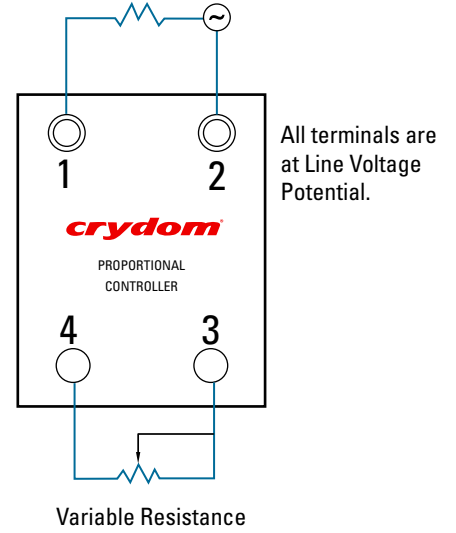 ~
1 2
All terminals are
at Line Voltage
Potential.
crydom
PROPORTIONAL
CONTROLLER
4 3
Variable Resistance